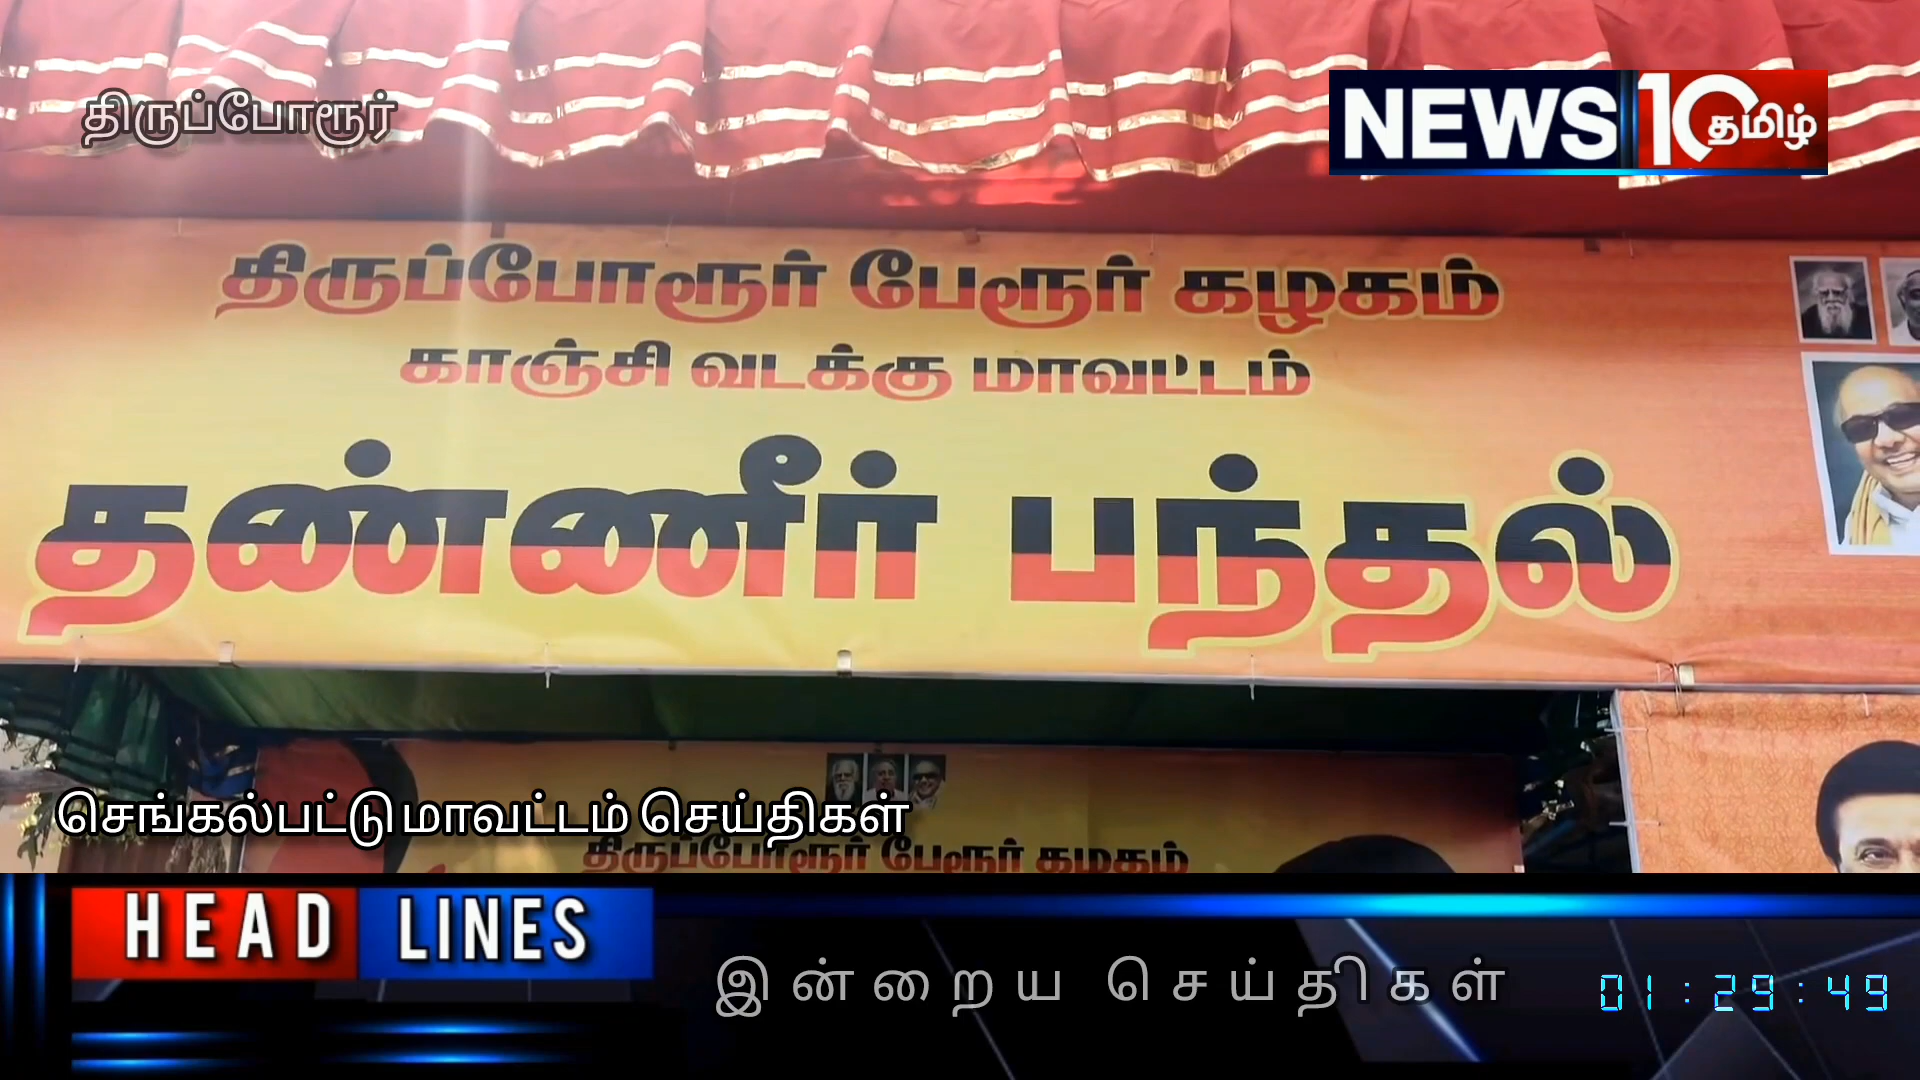 திருப்போரூர்
NEWS 10 தமிழ்
திருப்போரூர் பேரூர் கழகம்
காஞ்சி வடக்கு மாவட்டம்
தண்ணீர் பந்தல்
செங்கல்பட்டு மாவட்டம் செய்திகள்
திருப்போரூர் பேரூர் கழகம்
HEAD LINES
இன்றைய செய்திகள்
01:29:49